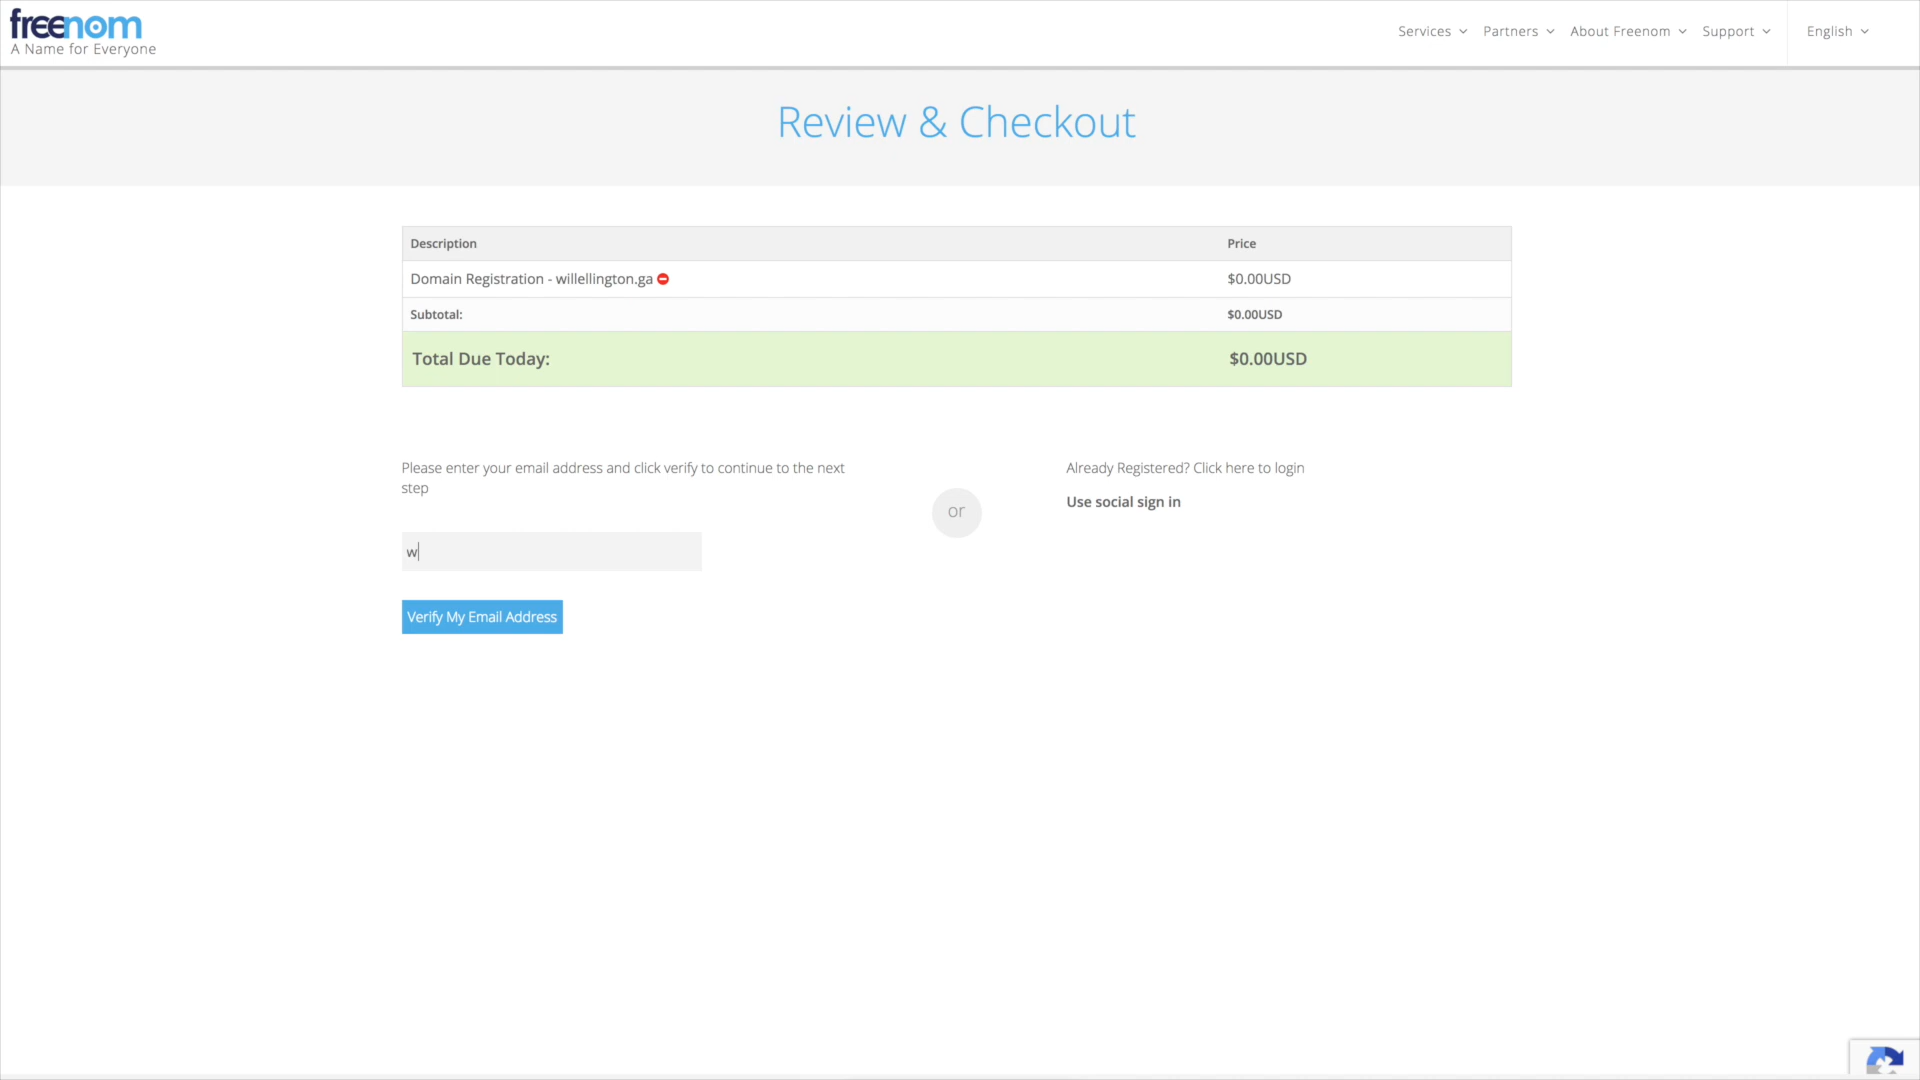 freenom
A Name for Everyone
Services
Partners
About Freenom
Support
English
Review & Checkout
Description Price
Domain Registration - willellington.ga $0.00USD
Subtotal: $0.00USD
Total Due Today: $0.00USD
Please enter your email address and click verify to continue to the next
step
w
Verify My Email Address
or
Already Registered? Click here to login
Use social sign in